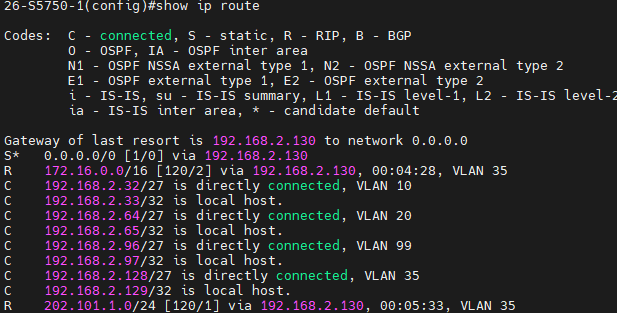 26-S5750-1(config)#show ip route
Codes: C - connected, S - static, R - RIP, B - BGP
O - OSPF, IA - OSPF inter area
N1 - OSPF NSSA external type 1, N2 - OSPF NSSA external type 2
E1 - OSPF external type 1, E2 - OSPF external type 2
i - IS-IS, su - IS-IS summary, L1 - IS-IS level-1, L2 - IS-IS level-2
ia - IS-IS inter area, * - candidate default
Gateway of last resort is 192.168.2.130 to network 0.0.0.0
S* 0.0.0.0/0 [1/0] via 192.168.2.130
R 172.16.0.0/16 [120/2] via 192.168.2.130, 00:04:28, VLAN 35
C 192.168.2.32/27 is directly connected, VLAN 10
C 192.168.2.33/32 is local host.
C 192.168.2.64/27 is directly connected, VLAN 20
C 192.168.2.65/32 is local host.
C 192.168.2.96/27 is directly connected, VLAN 99
C 192.168.2.97/32 is local host.
C 192.168.2.128/27 is directly connected, VLAN 35
C 192.168.2.129/32 is local host.
R 202.101.1.0/24 [120/1] via 192.168.2.130, 00:05:33, VLAN 35